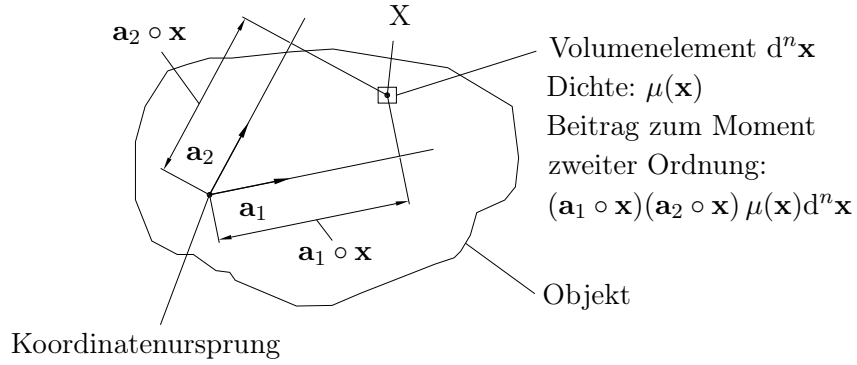 X
𝐚₂ ∘ 𝐱
Volumenelement dⁿ𝐱
Dichte: μ(𝐱)
Beitrag zum Moment
zweiter Ordnung:
(𝐚₁ ∘ 𝐱)(𝐚₂ ∘ 𝐱) μ(𝐱)dⁿ𝐱
𝐚₂
𝐚₁
𝐚₁ ∘ 𝐱
Objekt
Koordinatenursprung